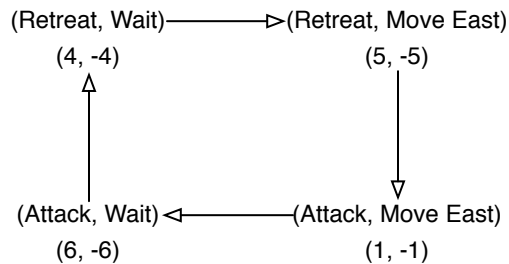 (Retreat, Wait) (Retreat, Move East)
(4, -4) (5, -5)
(Attack, Wait) (Attack, Move East)
(6, -6) (1, -1)